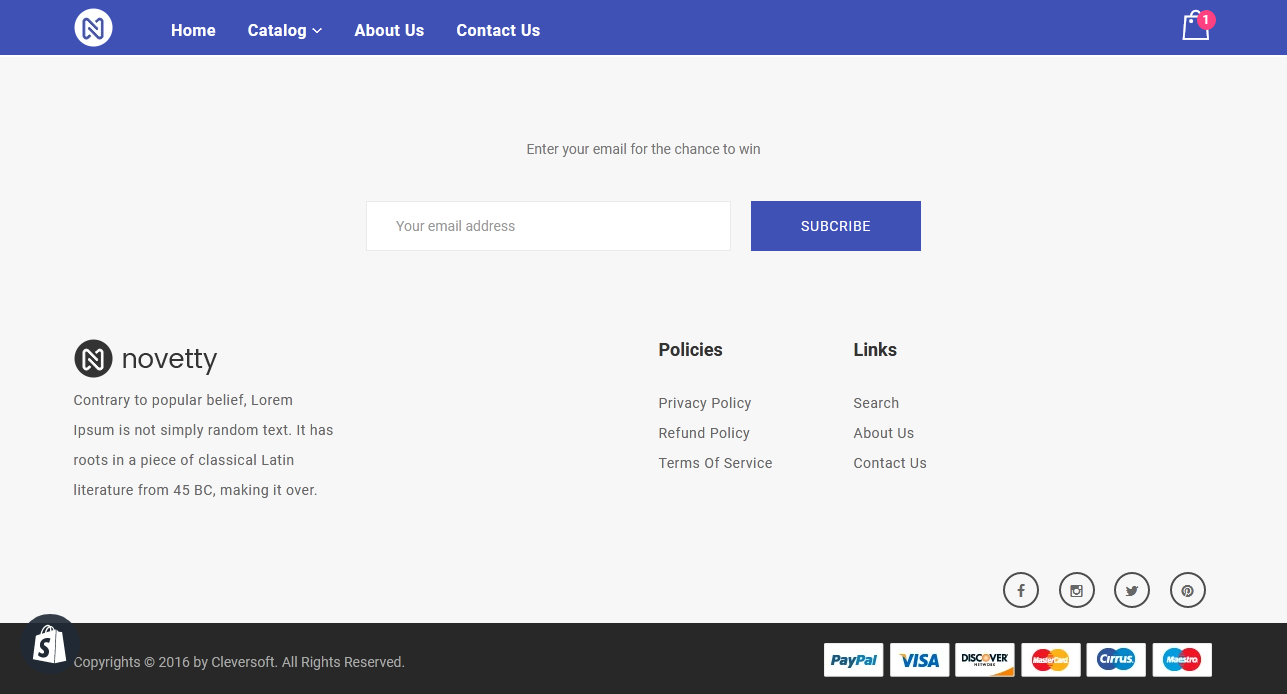 Home Catalog About Us Contact Us 1
Enter your email for the chance to win
Your email address SUBCRIBE
novetty
Contrary to popular belief, Lorem
Ipsum is not simply random text. It has
roots in a piece of classical Latin
literature from 45 BC, making it over.
Policies
Privacy Policy
Refund Policy
Terms Of Service
Links
Search
About Us
Contact Us
Copyrights © 2016 by Cleversoft. All Rights Reserved.
PayPal VISA DISCOVER NETWORK MasterCard Cirrus Maestro